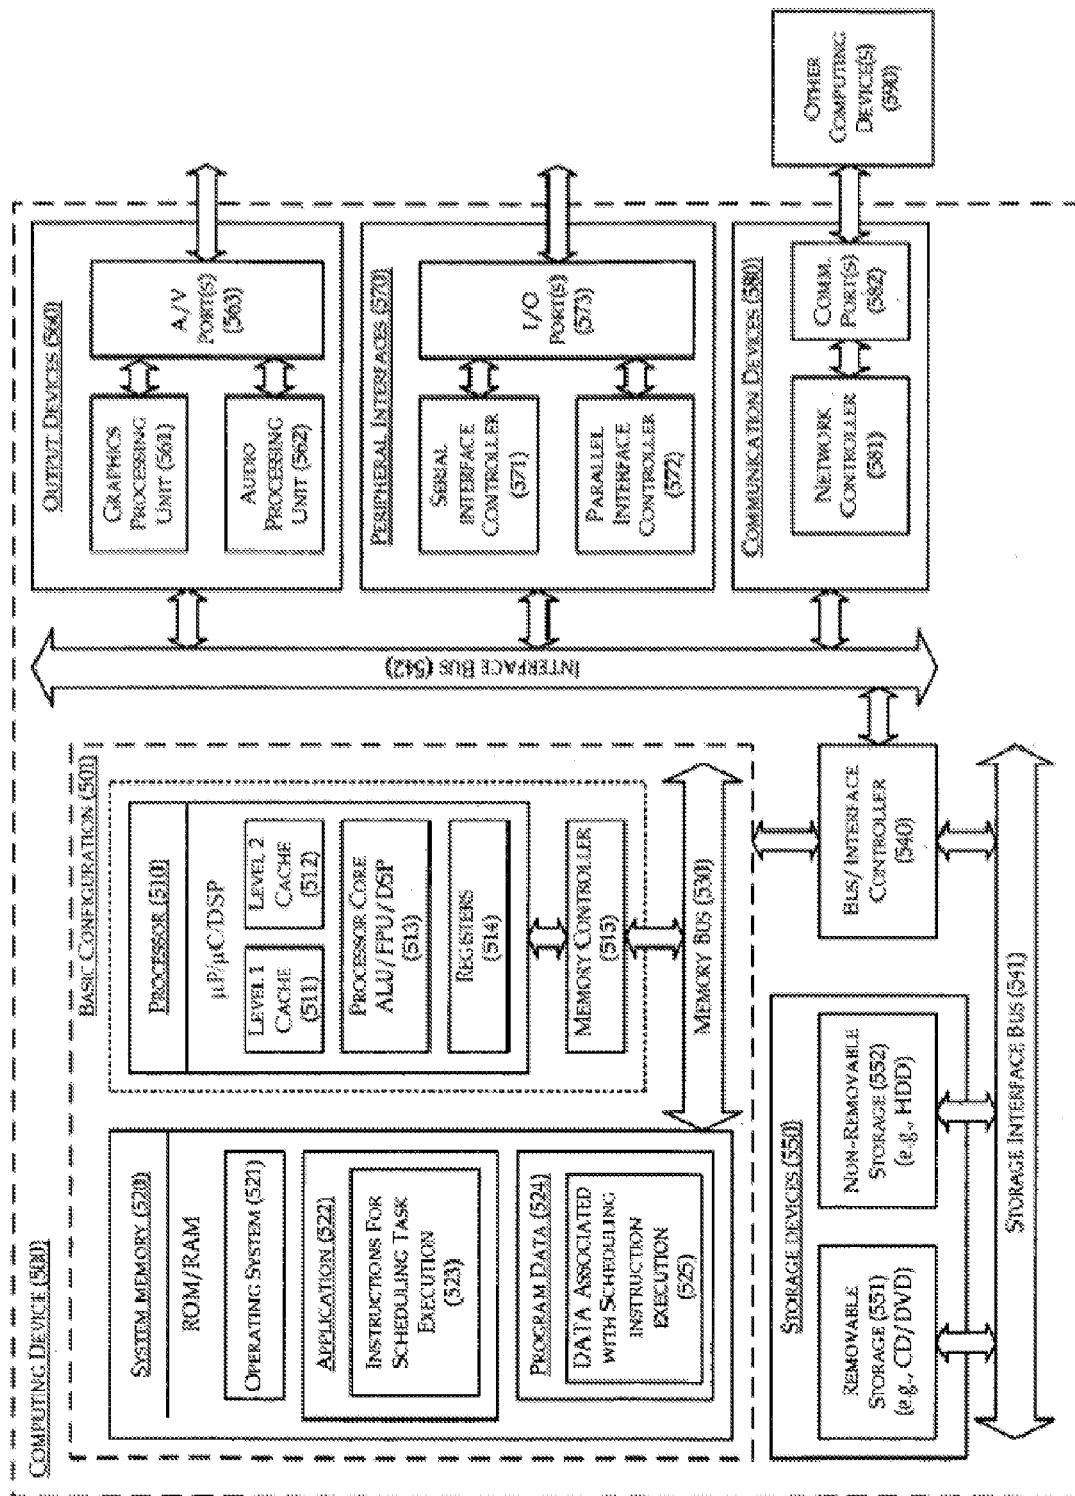 COMPUTING DEVICE (500)
BASIC CONFIGURATION (501)
SYSTEM MEMORY (520)
ROM/RAM
OPERATING SYSTEM (521)
APPLICATION (522)
INSTRUCTIONS FOR
SCHEDULING TASK
EXECUTION
(523)
PROGRAM DATA (524)
DATA ASSOCIATED
WITH SCHEDULING
INSTRUCTION
EXECUTION
(525)
PROCESSOR (510)
µP/µC/DSP
LEVEL 1
CACHE
(511)
LEVEL 2
CACHE
(512)
PROCESSOR CORE
ALU/FPU/DSP
(513)
REGISTERS
(514)
MEMORY CONTROLLER
(515)
MEMORY BUS (530)
STORAGE DEVICES (550)
REMOVABLE
STORAGE (551)
(e.g., CD/DVD)
NON-REMOVABLE
STORAGE (552)
(e.g., HDD)
STORAGE INTERFACE BUS (541)
BUS/INTERFACE
CONTROLLER
(540)
INTERFACE BUS (542)
OUTPUT DEVICES (560)
GRAPHICS
PROCESSING
UNIT (561)
AUDIO
PROCESSING
UNIT (562)
A/V
PORT(S)
(563)
PERIPHERAL INTERFACES (570)
SERIAL
INTERFACE
CONTROLLER
(571)
PARALLEL
INTERFACE
CONTROLLER
(572)
I/O
PORT(S)
(573)
COMMUNICATION DEVICES (580)
NETWORK
CONTROLLER
(581)
COMM.
PORT(S)
(582)
OTHER
COMPUTING
DEVICE(S)
(590)